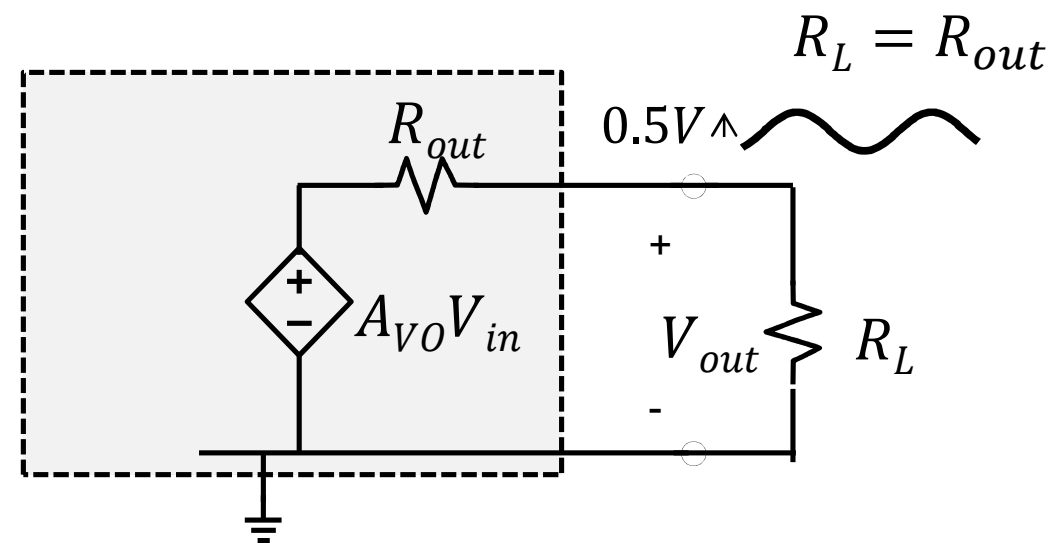 R_L = R_out
R_out
0.5V
+
+
−
A_VO V_in
V_out
R_L
-